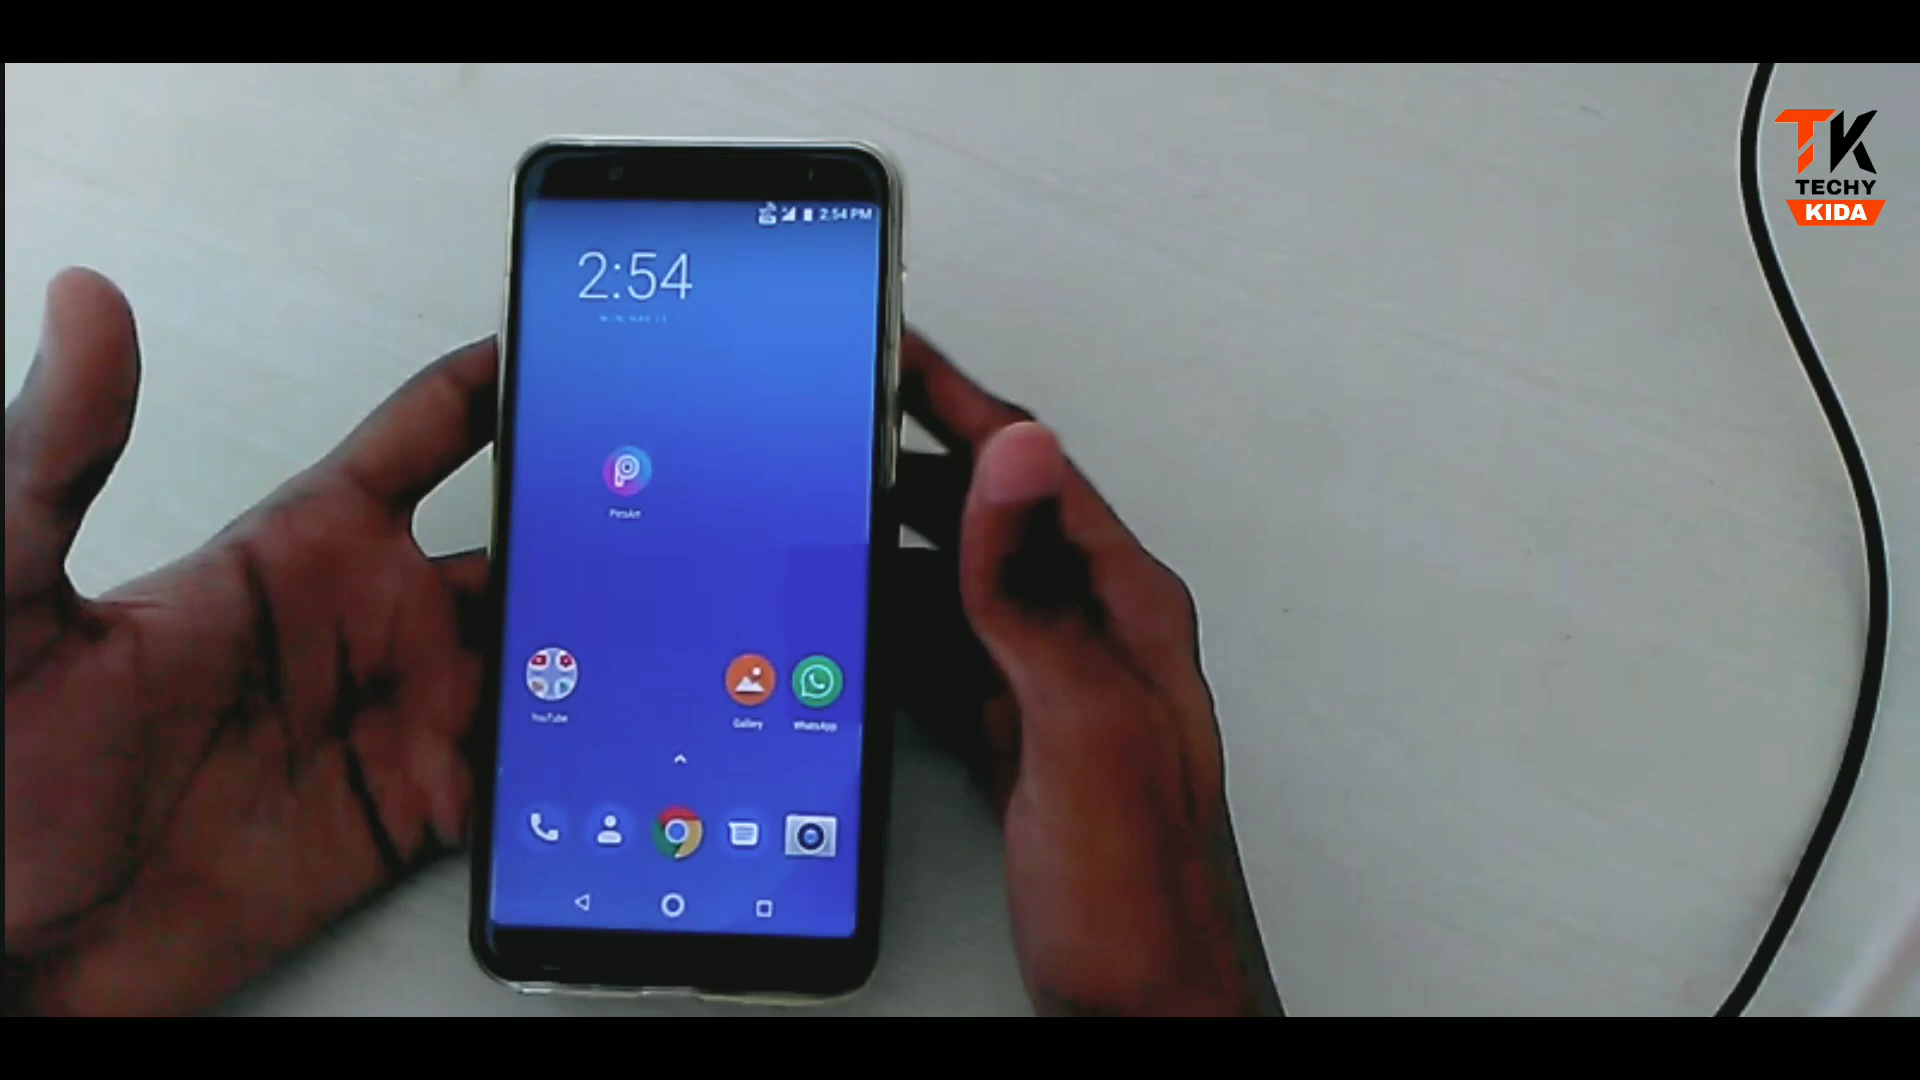 TK
TECHY
KIDA
2:54 PM
2:54
PicsArt
YouTube
Gallery
WhatsApp